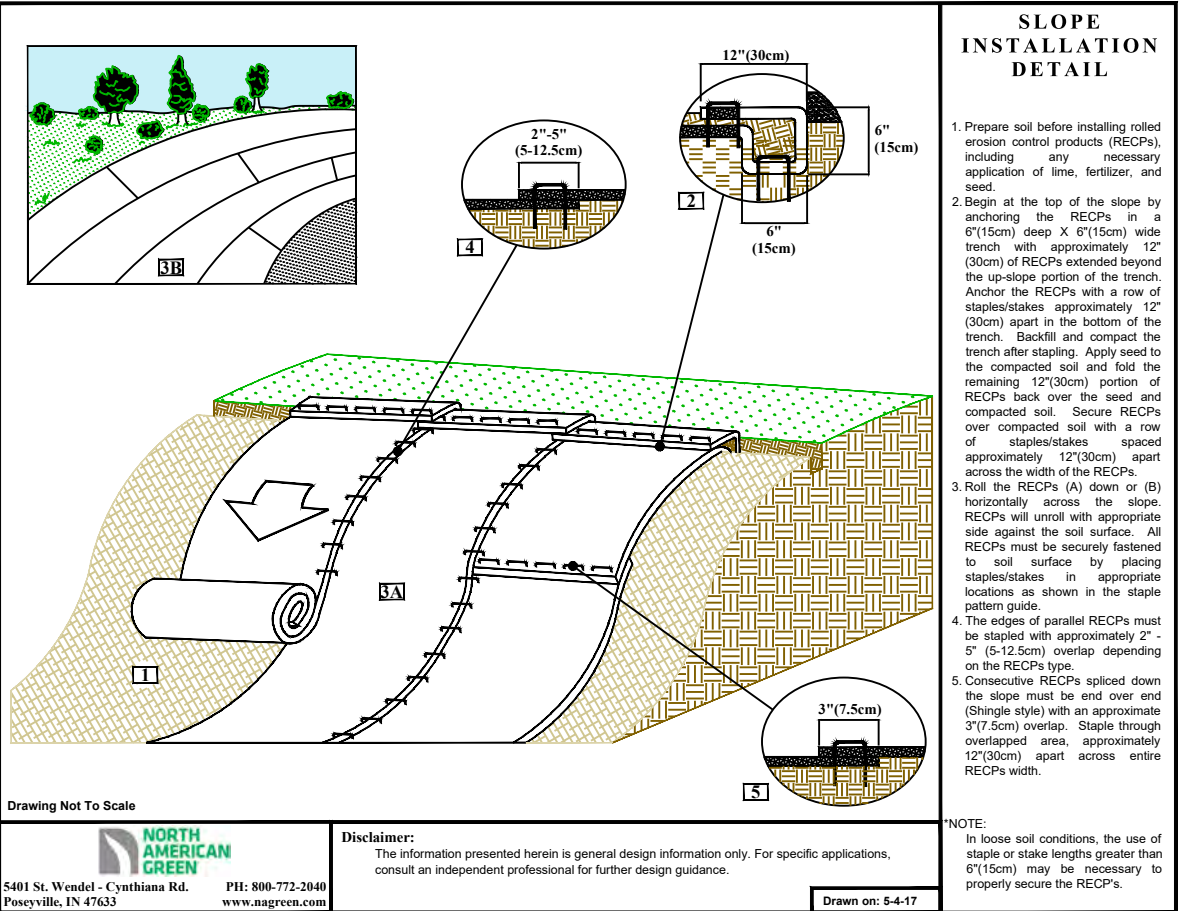 12"(30cm)
6"
(15cm)
2
6"
(15cm)
2"-5"
(5-12.5cm)
4
3B
3A
1
3"(7.5cm)
5
Drawing Not To Scale
SLOPE
INSTALLATION
DETAIL
1. Prepare soil before installing rolled
erosion control products (RECPs),
including any necessary
application of lime, fertilizer, and
seed.
2. Begin at the top of the slope by
anchoring the RECPs in a
6"(15cm) deep X 6"(15cm) wide
trench with approximately 12"
(30cm) of RECPs extended beyond
the up-slope portion of the trench.
Anchor the RECPs with a row of
staples/stakes approximately 12"
(30cm) apart in the bottom of the
trench. Backfill and compact the
trench after stapling. Apply seed to
the compacted soil and fold the
remaining 12"(30cm) portion of
RECPs back over the seed and
compacted soil. Secure RECPs
over compacted soil with a row
of staples/stakes spaced
approximately 12"(30cm) apart
across the width of the RECPs.
3. Roll the RECPs (A) down or (B)
horizontally across the slope.
RECPs will unroll with appropriate
side against the soil surface. All
RECPs must be securely fastened
to soil surface by placing
staples/stakes in appropriate
locations as shown in the staple
pattern guide.
4. The edges of parallel RECPs must
be stapled with approximately 2" -
5" (5-12.5cm) overlap depending
on the RECPs type.
5. Consecutive RECPs spliced down
the slope must be end over end
(Shingle style) with an approximate
3"(7.5cm) overlap. Staple through
overlapped area, approximately
12"(30cm) apart across entire
RECPs width.
*NOTE:
In loose soil conditions, the use of
staple or stake lengths greater than
6"(15cm) may be necessary to
properly secure the RECP's.
NORTH
AMERICAN
GREEN
5401 St. Wendel - Cynthiana Rd. PH: 800-772-2040
Poseyville, IN 47633 www.nagreen.com
Disclaimer:
The information presented herein is general design information only. For specific applications,
consult an independent professional for further design guidance.
Drawn on: 5-4-17